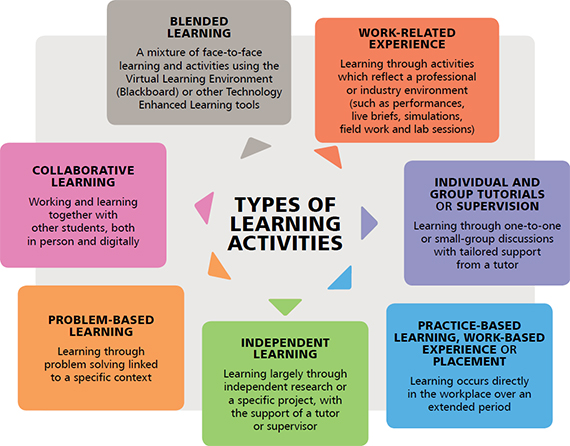 BLENDED
LEARNING
A mixture of face-to-face
learning and activities using the
Virtual Learning Environment
(Blackboard) or other Technology
Enhanced Learning tools
WORK-RELATED
EXPERIENCE
Learning through activities
which reflect a professional
or industry environment
(such as performances,
live briefs, simulations,
field work and lab sessions)
COLLABORATIVE
LEARNING
Working and learning
together with
other students, both
in person and digitally
TYPES OF
LEARNING
ACTIVITIES
INDIVIDUAL AND
GROUP TUTORIALS
OR SUPERVISION
Learning through one-to-one
or small-group discussions
with tailored support
from a tutor
PROBLEM-BASED
LEARNING
Learning through
problem solving linked
to a specific context
INDEPENDENT
LEARNING
Learning largely through
independent research or
a specific project, with
the support of a tutor
or supervisor
PRACTICE-BASED
LEARNING, WORK-BASED
EXPERIENCE OR
PLACEMENT
Learning occurs directly
in the workplace over an
extended period